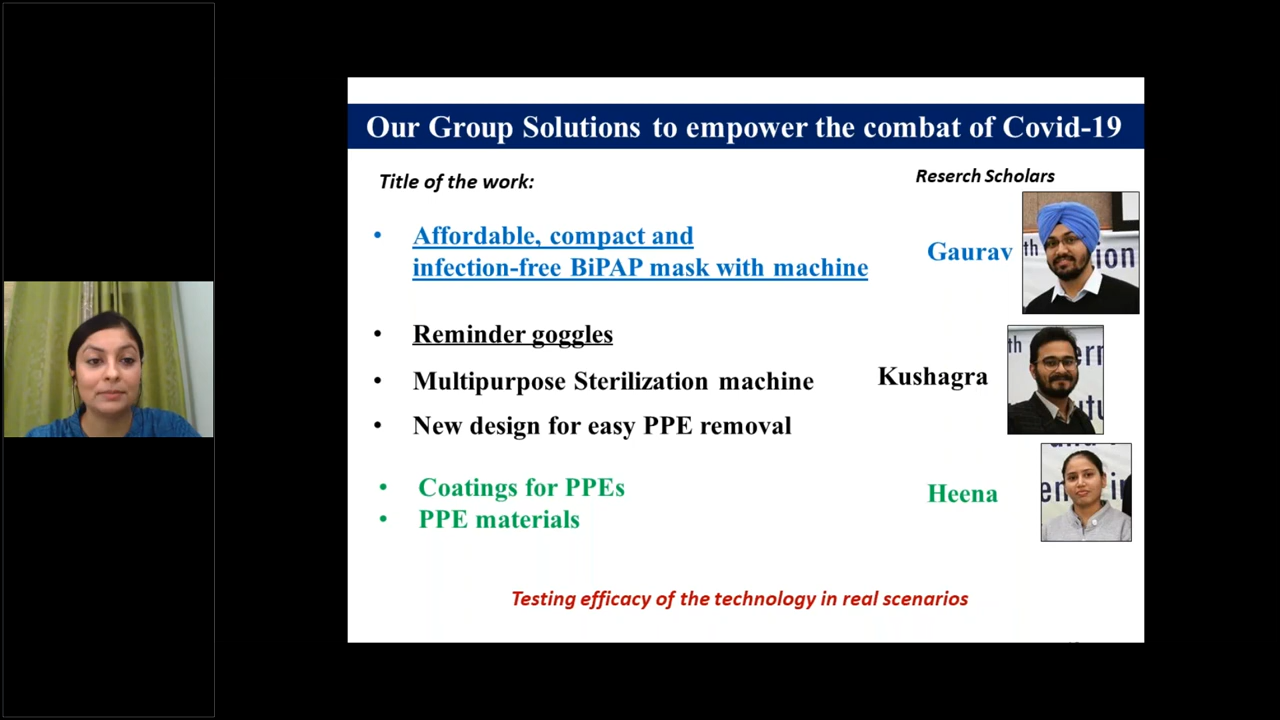 Our Group Solutions to empower the combat of Covid-19
Title of the work:
Reserch Scholars
• Affordable, compact and
infection-free BiPAP mask with machine
Gaurav
• Reminder goggles
• Multipurpose Sterilization machine
Kushagra
• New design for easy PPE removal
• Coatings for PPEs
Heena
• PPE materials
Testing efficacy of the technology in real scenarios